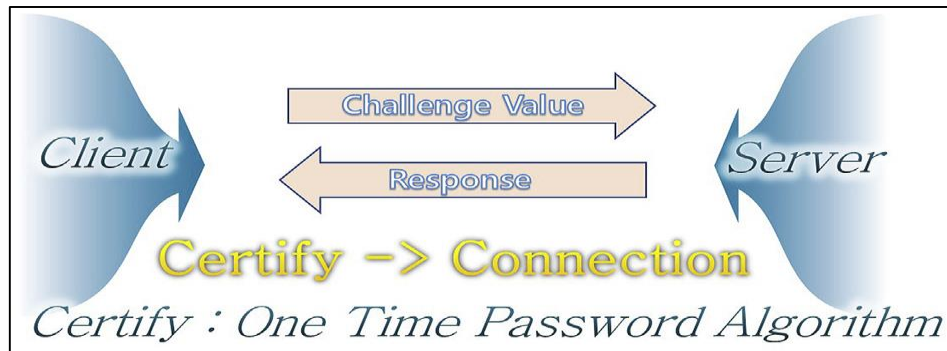 Challenge Value
Client
Server
Response
Certify -> Connection
Certify : One Time Password Algorithm